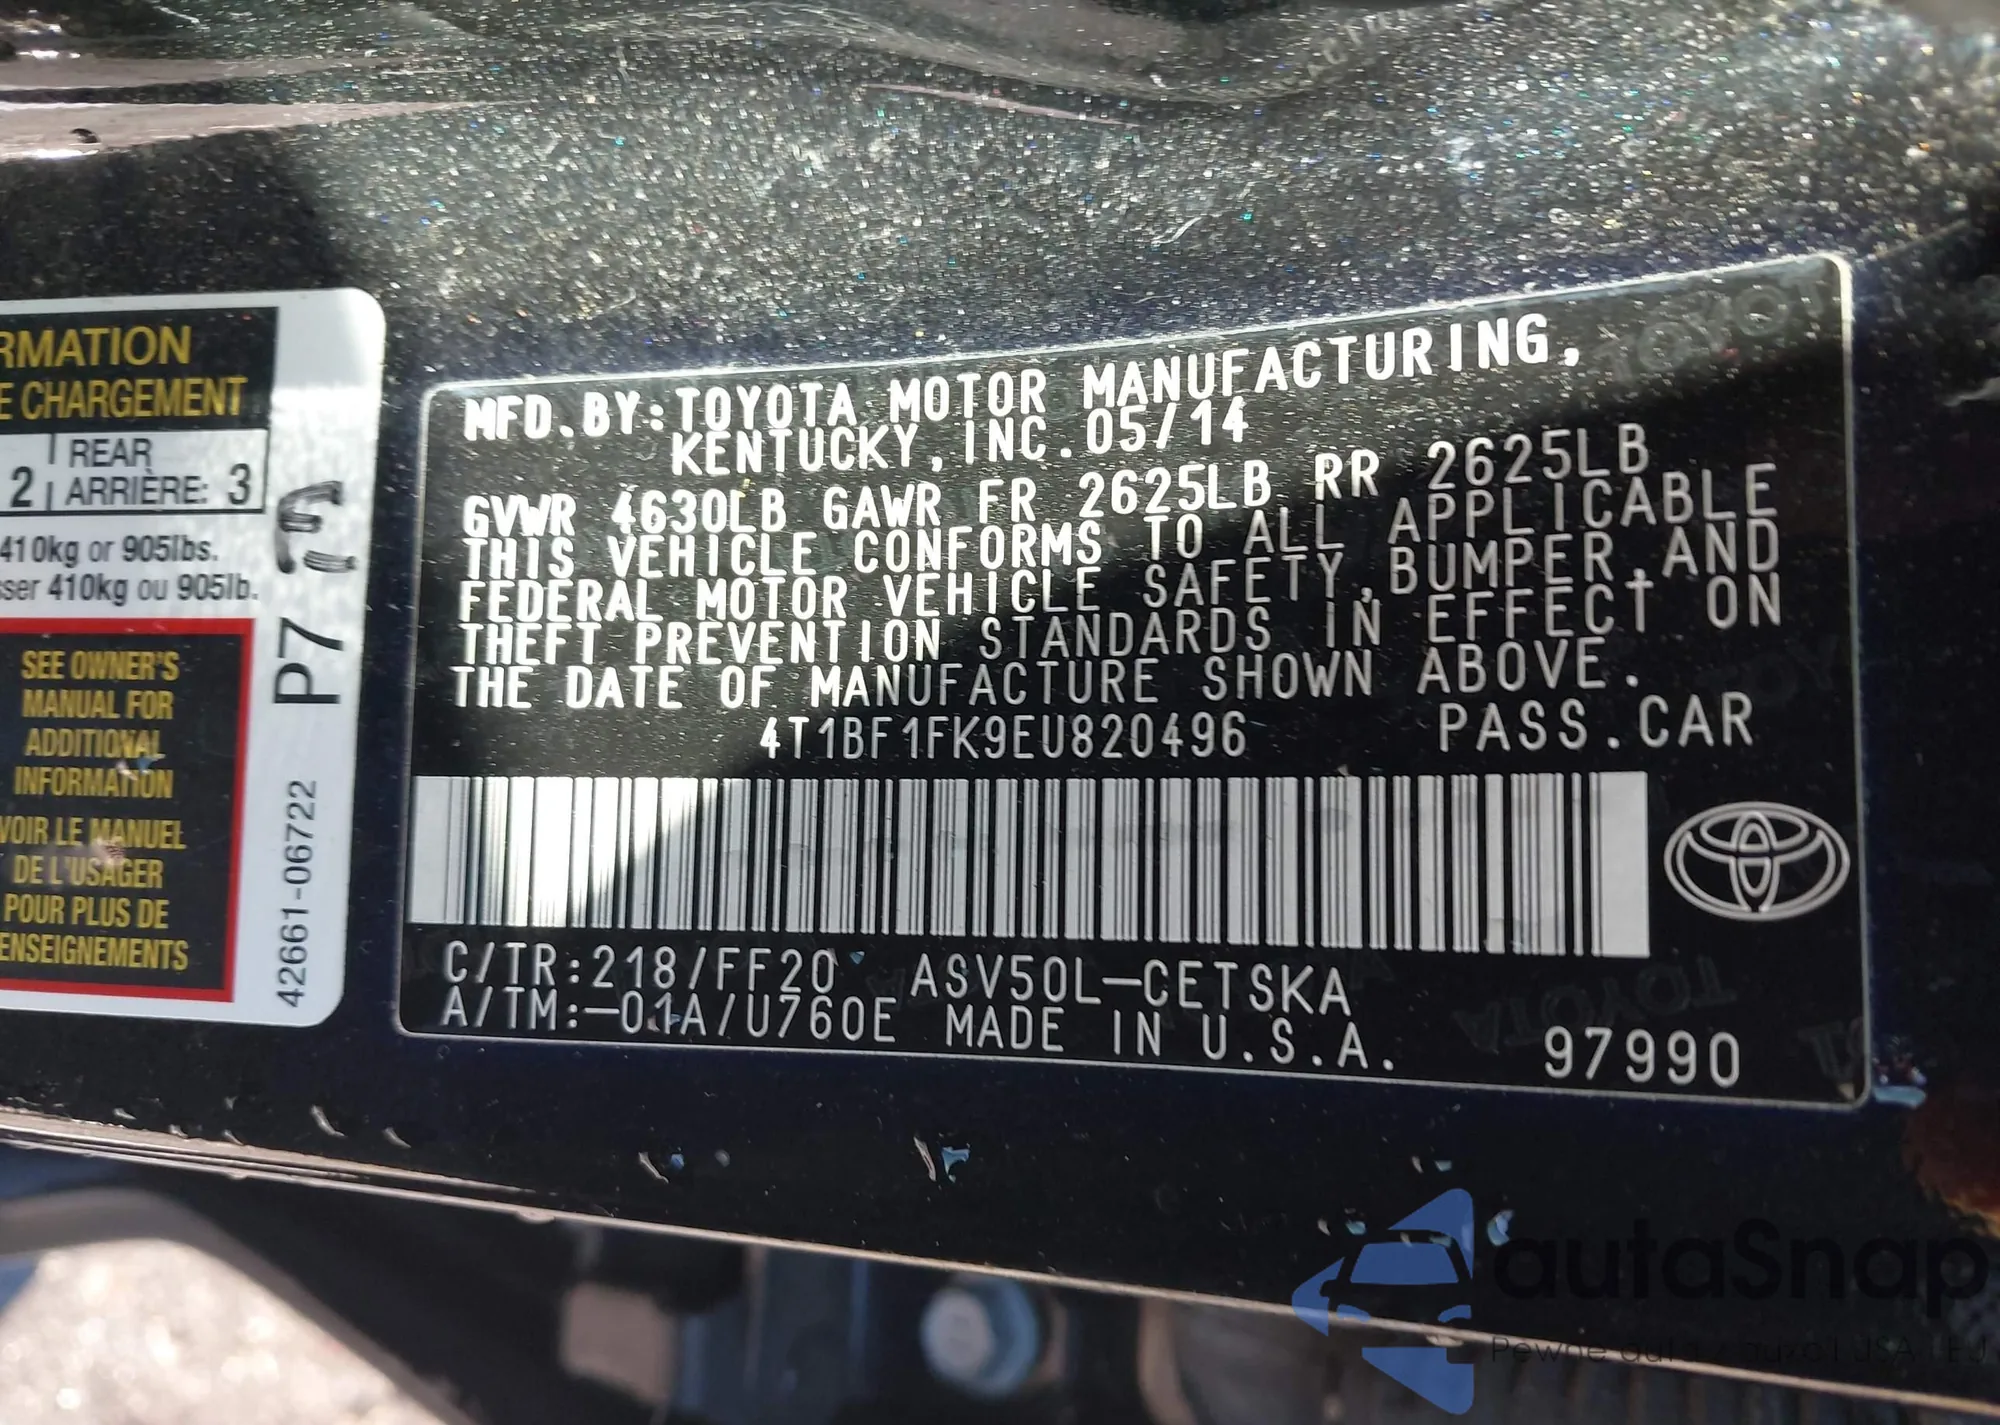 RMATION
E CHARGEMENT
2 REAR
ARRIÈRE: 3
410kg or 905lbs.
sser 410kg ou 905lb.
SEE OWNER'S
MANUAL FOR
ADDITIONAL
INFORMATION
VOIR LE MANUEL
DE L'USAGER
POUR PLUS DE
ENSEIGNEMENTS
P7
42661-06722
MFD.BY:TOYOTA MOTOR MANUFACTURING,
KENTUCKY,INC.05/14
GVWR 4630LB GAWR FR 2625LB RR 2625LB
THIS VEHICLE CONFORMS TO ALL APPLICABLE
FEDERAL MOTOR VEHICLE SAFETY,BUMPER,AND
THEFT PREVENTION STANDARDS IN EFFECT ON
THE DATE OF MANUFACTURE SHOWN ABOVE.
4T1BF1FK9EU820496 PASS.CAR
C/TR:218/FF20 ASV50L-CETSKA
A/TM:-01A/U760E MADE IN U.S.A.
97990
autaSnap
Pewne auta z USA